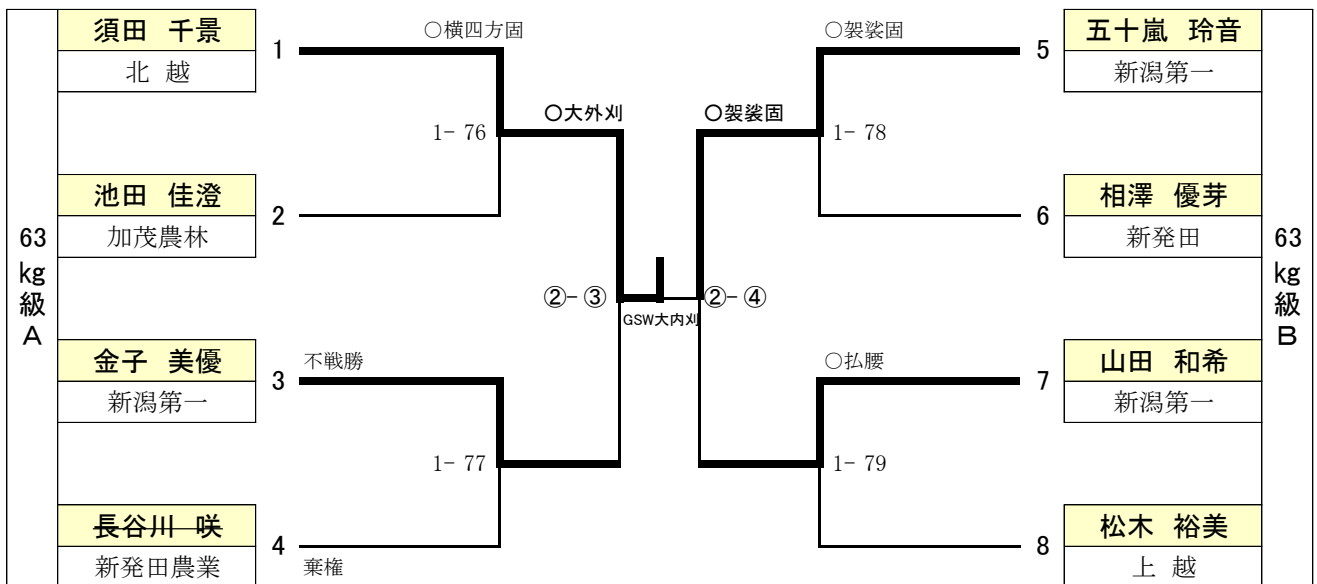 63
kg
級
A
須田 千景
北 越
1
○横四方固
池田 佳澄
加茂農林
2
1- 76
○大外刈
金子 美優
新潟第一
3
不戦勝
長谷川 咲
新発田農業
4
棄権
1- 77
②- ③
GSW大内刈
②- ④
○袈裟固
1- 78
○袈裟固
5
五十嵐 玲音
新潟第一
6
相澤 優芽
新発田
○払腰
7
山田 和希
新潟第一
1- 79
8
松木 裕美
上 越
63
kg
級
B